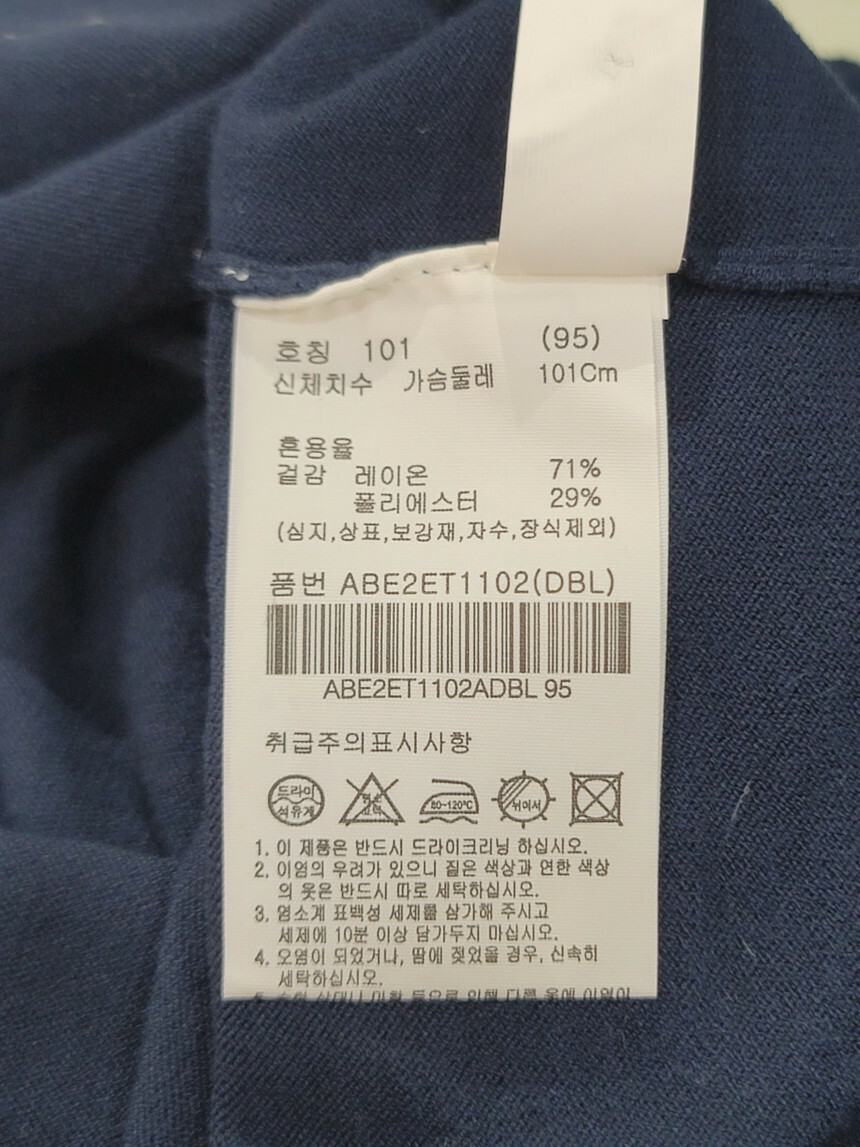 호칭 101 (95)
신체치수 가슴둘레 101Cm
혼용율
겉감 레이온 71%
폴리에스터 29%
(심지,상표,보강재,자수,장식제외)
품번 ABE2ET1102(DBL)
ABE2ET1102ADBL 95
취급주의표시사항
드라이
석유계
80~120℃
뉘어서
1. 이 제품은 반드시 드라이크리닝 하십시오.
2. 이염의 우려가 있으니 짙은 색상과 연한 색상
의 옷은 반드시 따로 세탁하십시오.
3. 염소계 표백성 세제를 삼가해 주시고
세제에 10분 이상 담가두지 마십시오.
4. 오염이 되었거나, 땀에 젖었을 경우, 신속히
세탁하십시오.